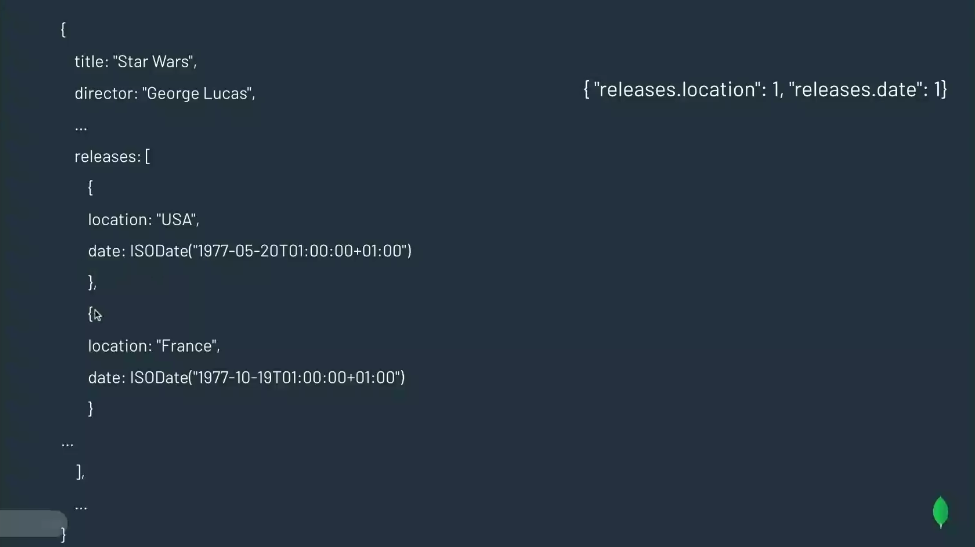 {
title: "Star Wars",
director: "George Lucas",
...
releases: [
{
location: "USA",
date: ISODate("1977-05-20T01:00:00+01:00")
},
{
location: "France",
date: ISODate("1977-10-19T01:00:00+01:00")
}
...
],
...
}
{ "releases.location": 1, "releases.date": 1}